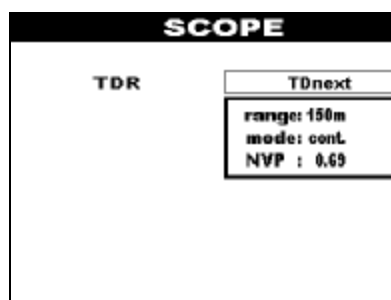 SCOPE
TDR TDnext
range: 150m
mode: cont.
NVP : 0.69